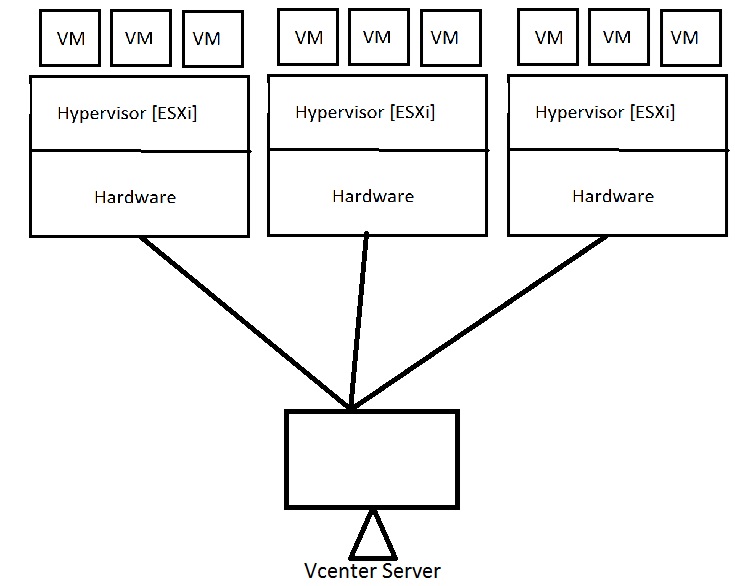 VM VM VM VM VM VM VM VM VM
Hypervisor [ESXi] Hypervisor [ESXi] Hypervisor [ESXi]
Hardware Hardware Hardware
Vcenter Server